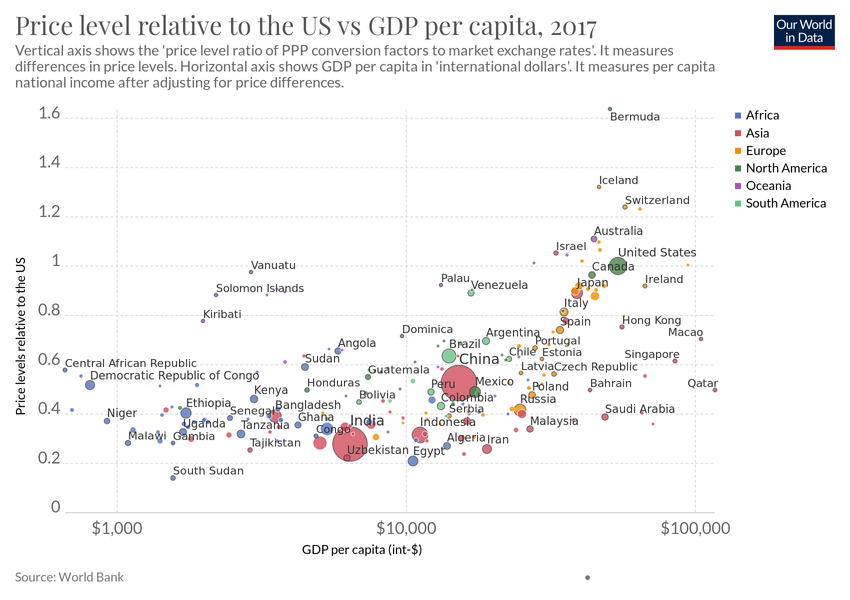 Price level relative to the US vs GDP per capita, 2017
Our World
in Data
Vertical axis shows the 'price level ratio of PPP conversion factors to market exchange rates'. It measures
differences in price levels. Horizontal axis shows GDP per capita in 'international dollars'. It measures per capita
national income after adjusting for price differences.
1.6
Bermuda
Africa
Asia
Europe
North America
Oceania
South America
1.4
Iceland
Switzerland
1.2
Australia
Israel
United States
1
Vanuatu
Canada
Solomon Islands
Palau
Venezuela
Japan
Ireland
0.8
Kiribati
Italy
Spain
Hong Kong
Macao
Dominica
Argentina
Angola
Brazil
Portugal
Chile
Estonia
Singapore
0.6
Central African Republic
Sudan
China
Latvia
Czech Republic
Democratic Republic of Congo
Guatemala
Honduras
Peru
Mexico
Poland
Bahrain
Qatar
Kenya
Bolivia
Colombia
Russia
0.4
Ethiopia
Bangladesh
Niger
Senegal
Ghana
India
Serbia
Saudi Arabia
Uganda
Tanzania
Congo
Indonesia
Malaysia
Malawi
Gambia
Tajikistan
Algeria
Iran
Uzbekistan
Egypt
0.2
South Sudan
0
$1,000
$10,000
$100,000
Price levels relative to the US
GDP per capita (int-$)
Source: World Bank